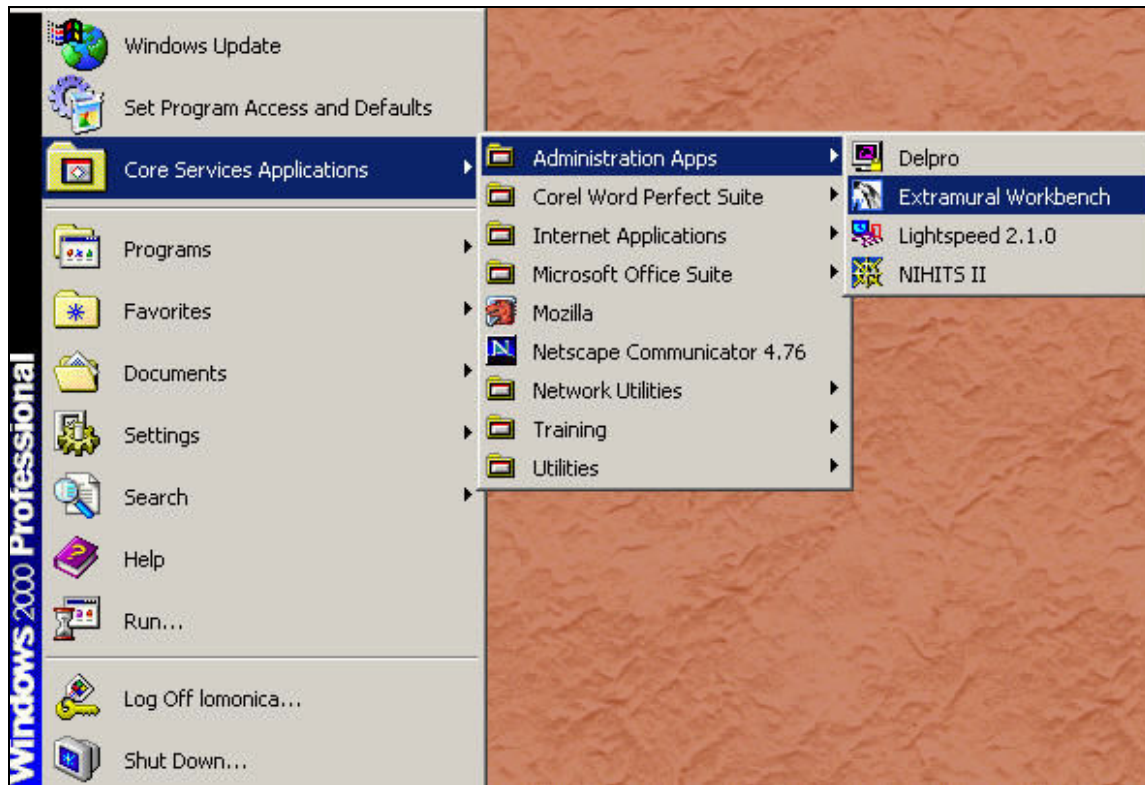 Windows Update
Set Program Access and Defaults
Core Services Applications
Programs
Favorites
Documents
Settings
Search
Help
Run...
Log Off lomonica...
Shut Down...
Windows 2000 Professional
Administration Apps
Corel Word Perfect Suite
Internet Applications
Microsoft Office Suite
Mozilla
Netscape Communicator 4.76
Network Utilities
Training
Utilities
Delpro
Extramural Workbench
Lightspeed 2.1.0
NIHITS II